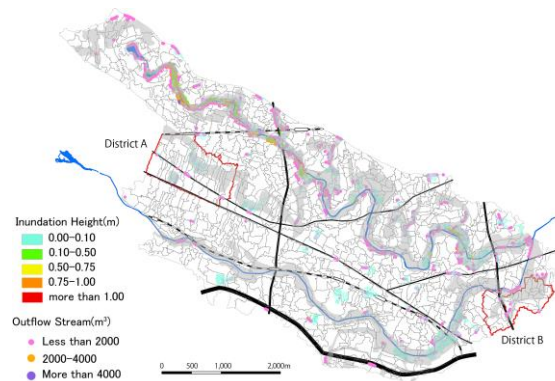 District A
Inundation Height(m)
0.00-0.10
0.10-0.50
0.50-0.75
0.75-1.00
more than 1.00
Outflow Stream(m³)
Less than 2000
2000-4000
More than 4000
0 500 1,000 2,000m
District B